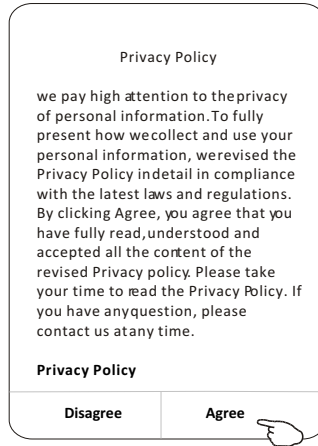 Privacy Policy
we pay high attention to theprivacy
of personal information.To fully
present how wecollect and use your
personal information, werevised the
Privacy Policy indetail in compliance
with the latest laws and regulations.
By clicking Agree, you agree that you
have fully read,understood and
accepted all the content of the
revised Privacy policy. Please take
your time to read the Privacy Policy. If
you have anyquestion, please
contact us atany time.
Privacy Policy
Disagree Agree